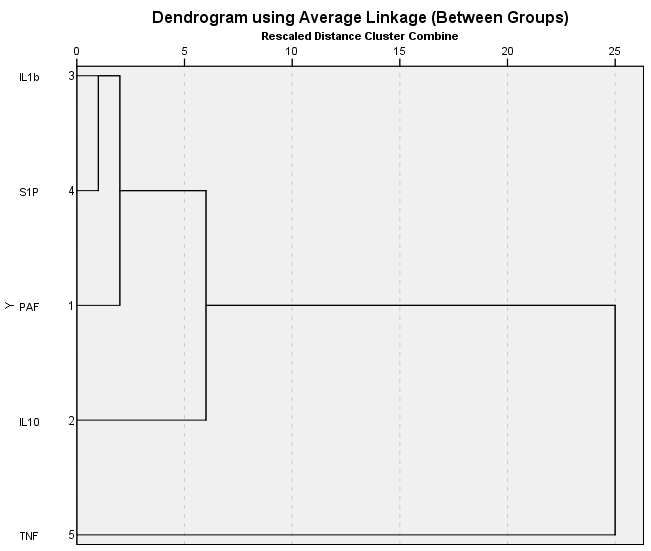 Dendrogram using Average Linkage (Between Groups)
Rescaled Distance Cluster Combine
0 5 10 15 20 25
IL1b 3
S1P 4
Y PAF 1
IL10 2
TNF 5